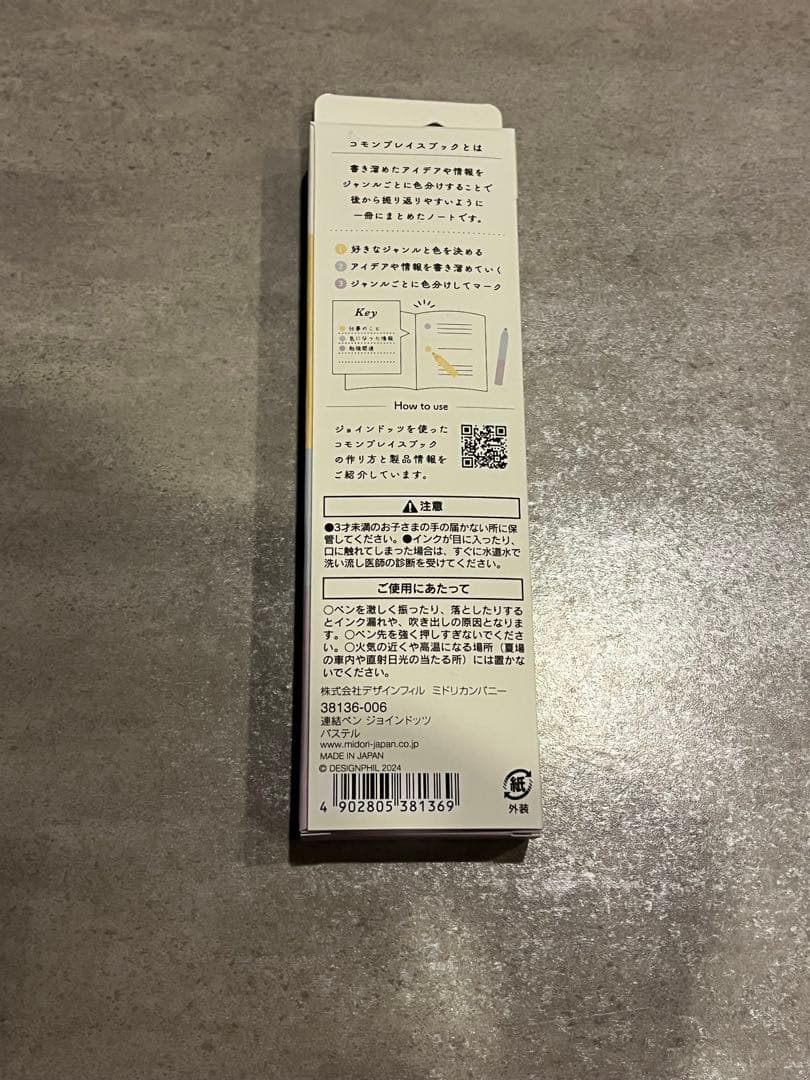 コモンプレイスブックとは
書き溜めたアイデアや情報を
ジャンルごとに色分けすることで
後から振り返りやすいように
一冊にまとめたノートです。
1 好きなジャンルと色を決める
2 アイデアや情報を書き溜めていく
3 ジャンルごとに色分けしてマーク
Key
仕事のこと
気になった情報
勉強関連
How to use
ジョインドッツを使った
コモンプレイスブック
の作り方と製品情報を
ご紹介しています。
注意
●3才未満のお子さまの手の届かない所に保
管してください。●インクが目に入ったり、
口に触れてしまった場合は、すぐに水道水で
洗い流し医師の診断を受けてください。
ご使用にあたって
○ペンを激しく振ったり、落としたりする
とインク漏れや、吹き出しの原因となりま
す。○ペン先を強く押しすぎないでくださ
い。○火気の近くや高温になる場所（夏場
の車内や直射日光の当たる所）には置かな
いでください。
株式会社デザインフィル ミドリカンパニー
38136-006
連結ペン ジョインドッツ
パステル
www.midori-japan.co.jp
MADE IN JAPAN
© DESIGNPHIL 2024
4 902805 381369
紙
外装